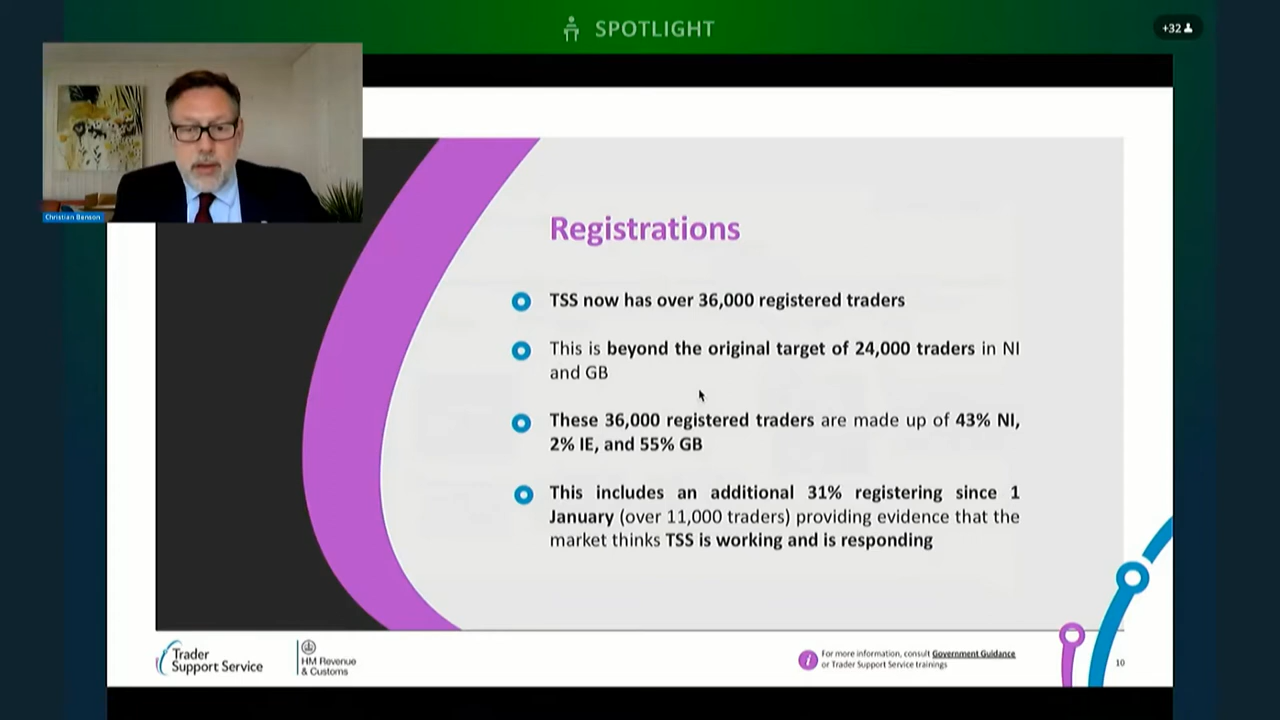 SPOTLIGHT
+32
Christian Benson
Registrations
TSS now has over 36,000 registered traders
This is beyond the original target of 24,000 traders in NI
and GB
These 36,000 registered traders are made up of 43% NI,
2% IE, and 55% GB
This includes an additional 31% registering since 1
January (over 11,000 traders) providing evidence that the
market thinks TSS is working and is responding
Trader
Support Service
HM Revenue
& Customs
i
For more information, consult Government Guidance
or Trader Support Service trainings
10